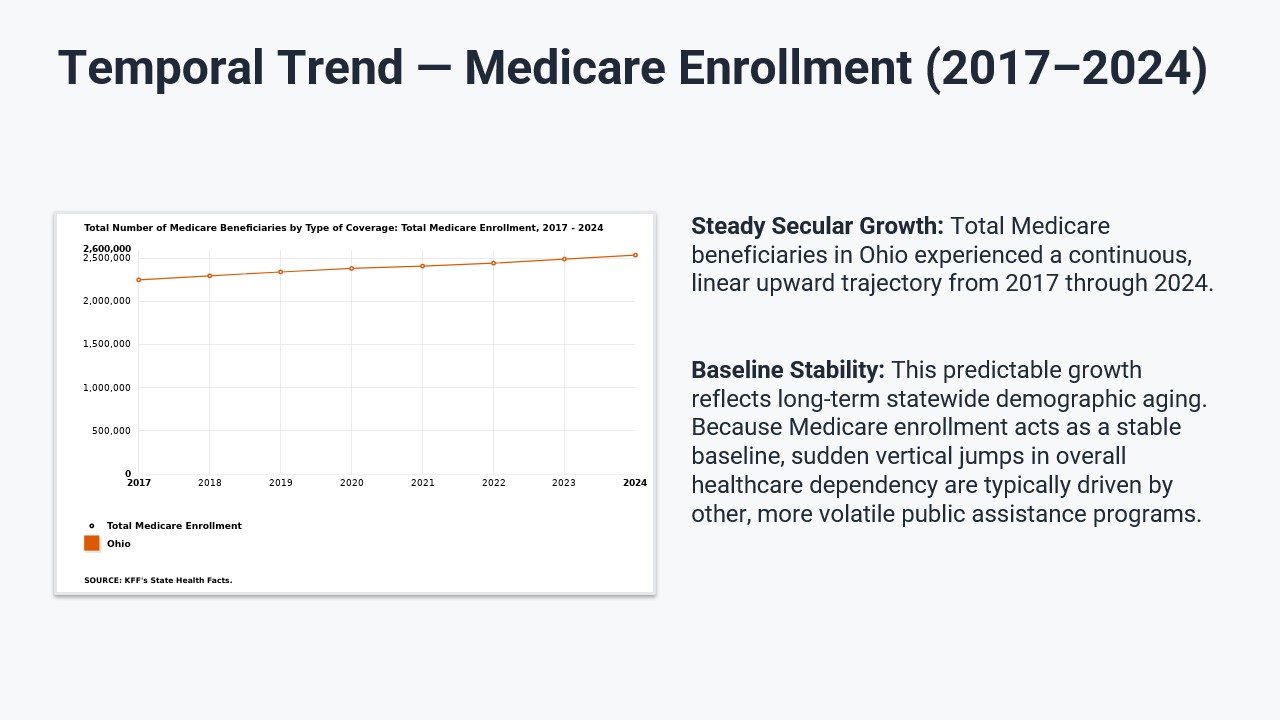 Temporal Trend — Medicare Enrollment (2017–2024)
Total Number of Medicare Beneficiaries by Type of Coverage: Total Medicare Enrollment, 2017 - 2024
2,600,000
2,500,000
2,000,000
1,500,000
1,000,000
500,000
0
2017 2018 2019 2020 2021 2022 2023 2024
Total Medicare Enrollment
Ohio
SOURCE: KFF's State Health Facts.
Steady Secular Growth: Total Medicare
beneficiaries in Ohio experienced a continuous,
linear upward trajectory from 2017 through 2024.
Baseline Stability: This predictable growth
reflects long-term statewide demographic aging.
Because Medicare enrollment acts as a stable
baseline, sudden vertical jumps in overall
healthcare dependency are typically driven by
other, more volatile public assistance programs.